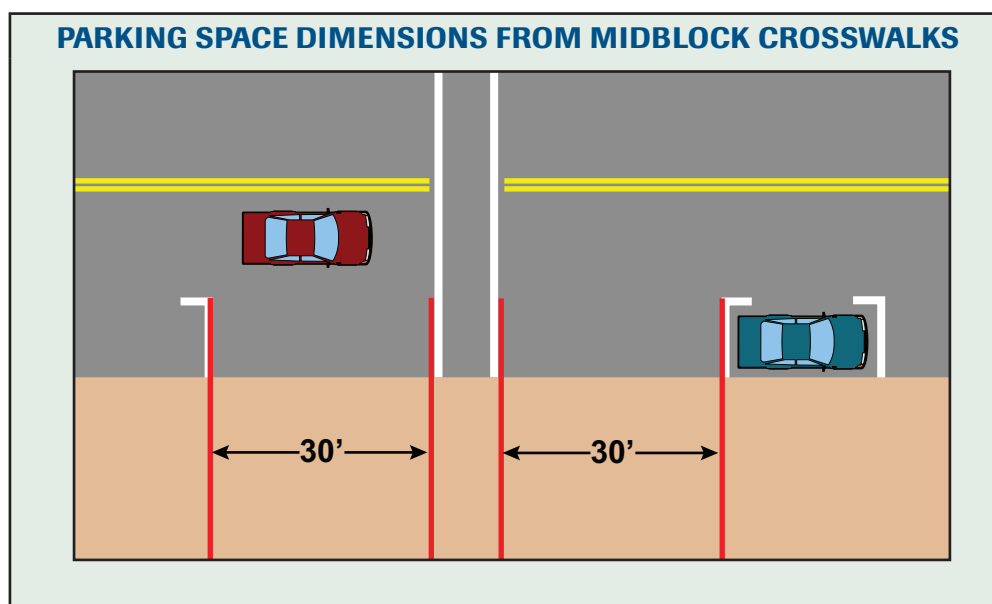 PARKING SPACE DIMENSIONS FROM MIDBLOCK CROSSWALKS
30’ 30’